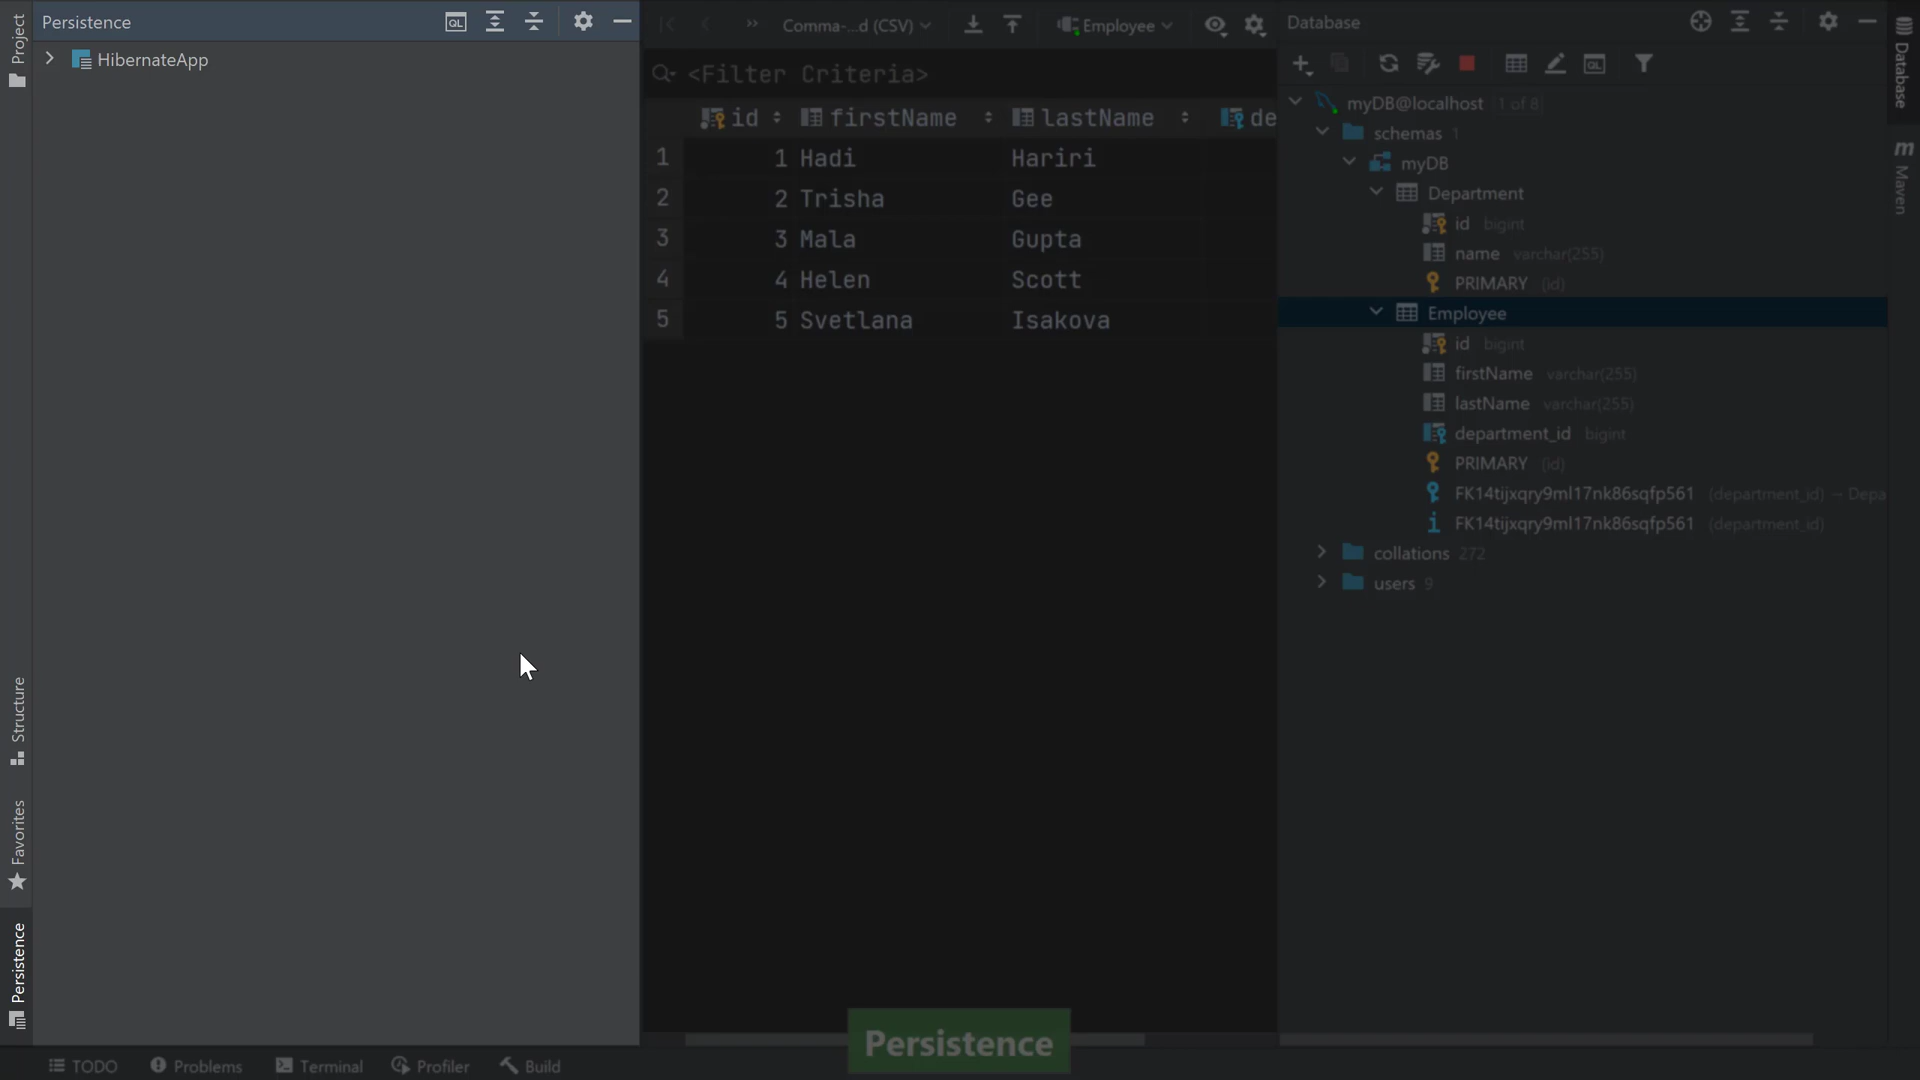 Project
Structure
Favorites
Persistence
Persistence
QL
HibernateApp
Comma-...d (CSV)
Employee
<Filter Criteria>
id firstName lastName de
1 1 Hadi Hariri
2 2 Trisha Gee
3 3 Mala Gupta
4 4 Helen Scott
5 5 Svetlana Isakova
Database
QL
myDB@localhost 1 of 8
schemas 1
myDB
Department
id bigint
name varchar(255)
PRIMARY (id)
Employee
id bigint
firstName varchar(255)
lastName varchar(255)
department_id bigint
PRIMARY (id)
FK14tijxqry9ml17nk86sqfp561 (department_id) → Depa
FK14tijxqry9ml17nk86sqfp561 (department_id)
collations 272
users 9
Database
m
Maven
Persistence
TODO Problems Terminal Profiler Build